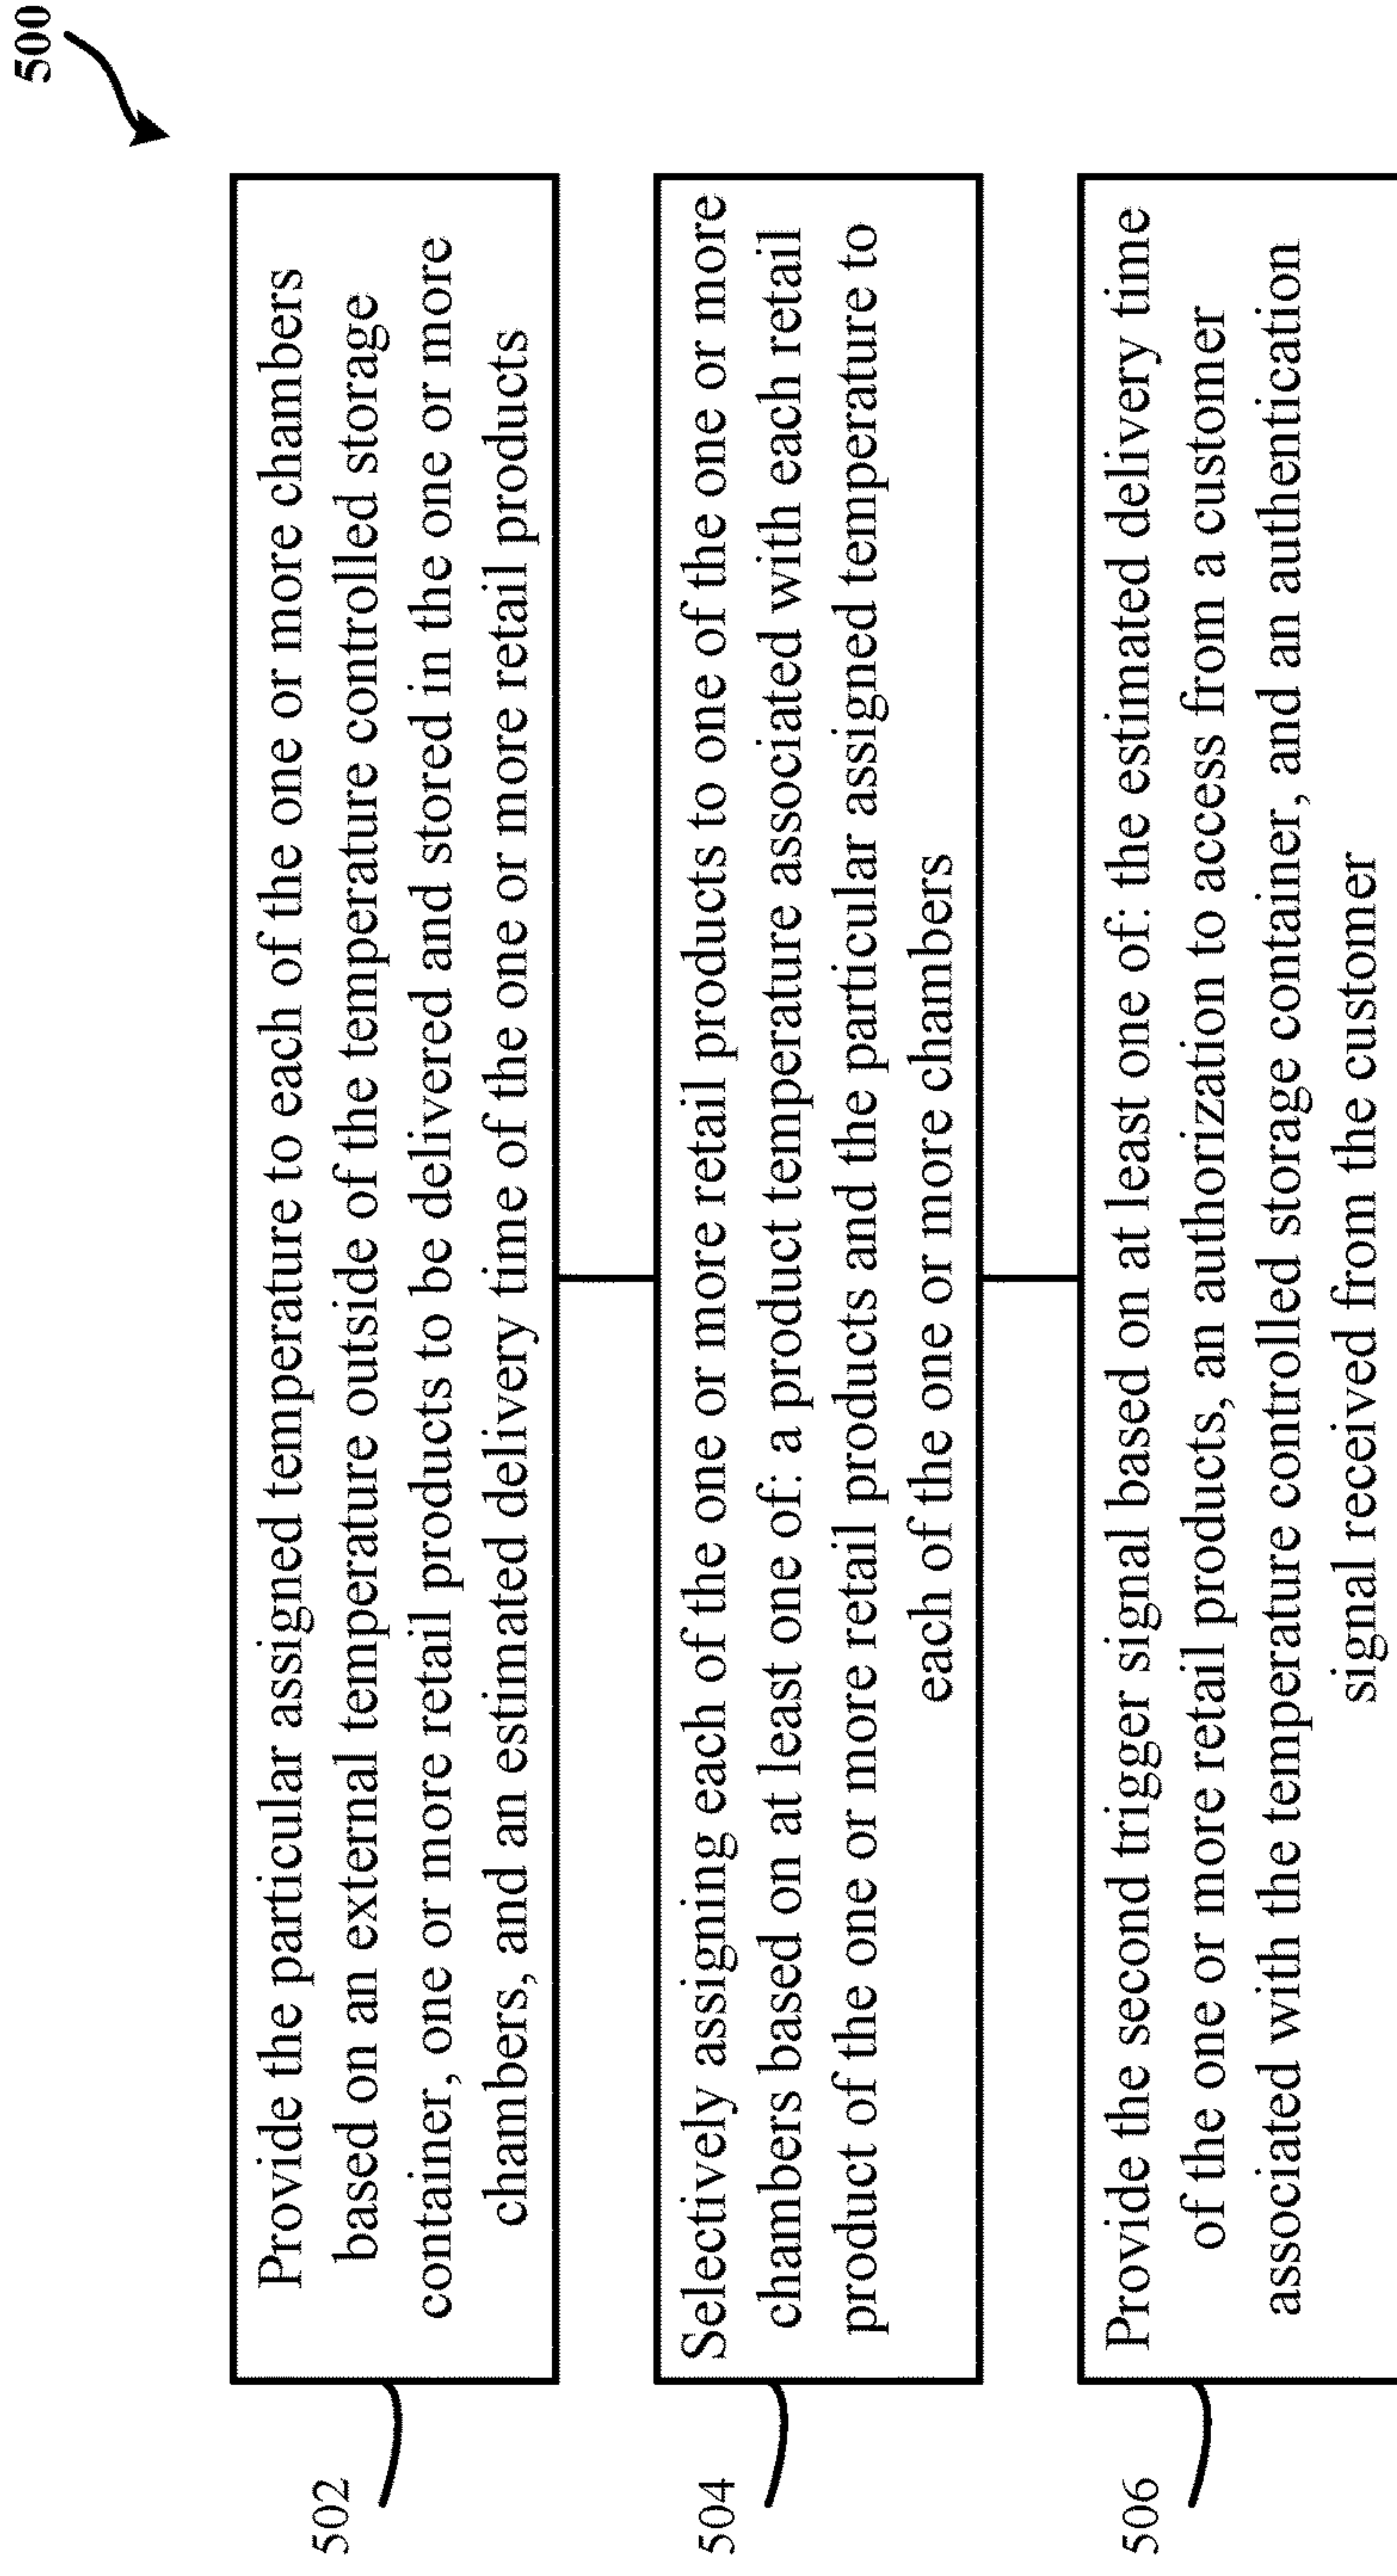 500
502
Provide the particular assigned temperature to each of the one or more chambers
based on an external temperature outside of the temperature controlled storage
container, one or more retail products to be delivered and stored in the one or more
chambers, and an estimated delivery time of the one or more retail products
504
Selectively assigning each of the one or more retail products to one of the one or more
chambers based on at least one of: a product temperature associated with each retail
product of the one or more retail products and the particular assigned temperature to
each of the one or more chambers
506
Provide the second trigger signal based on at least one of: the estimated delivery time
of the one or more retail products, an authorization to access from a customer
associated with the temperature controlled storage container, and an authentication
signal received from the customer